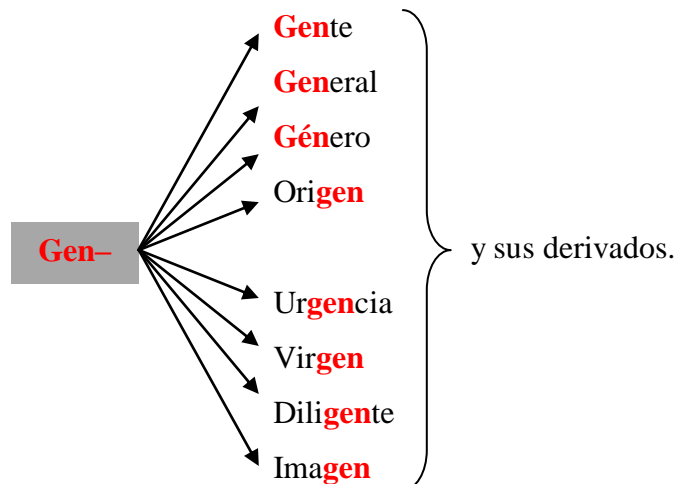 Gente
General
Género
Origen
Gen–
y sus derivados.
Urgencia
Virgen
Diligente
Imagen